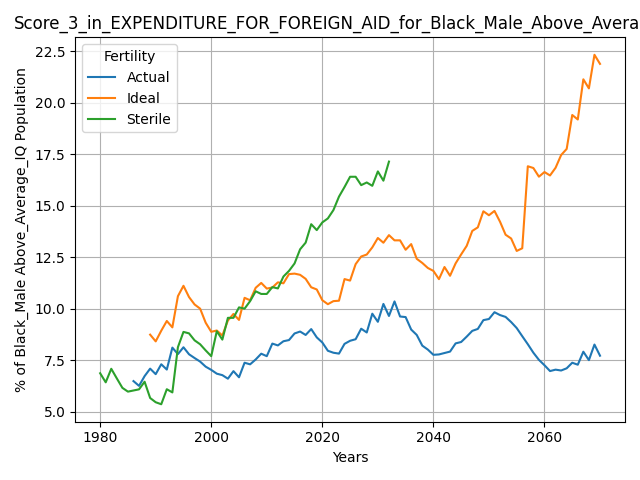 Score_3_in_EXPENDITURE_FOR_FOREIGN_AID_for_Black_Male_Above_Avera
% of Black_Male Above_Average_IQ Population
22.5
20.0
17.5
15.0
12.5
10.0
7.5
5.0
Fertility
Actual
Ideal
Sterile
1980
2000
2020
2040
2060
Years